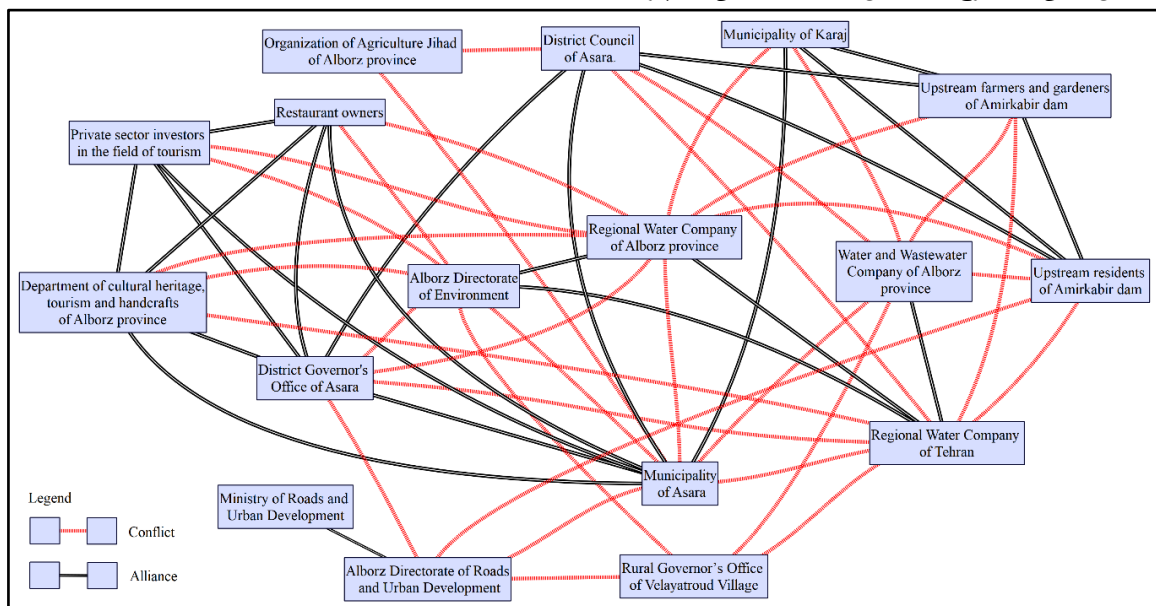 Organization of Agriculture Jihad
of Alborz province
District Council
of Asara.
Municipality of Karaj
Upstream farmers and gardeners
of Amirkabir dam
Restaurant owners
Private sector investors
in the field of tourism
Regional Water Company
of Alborz province
Water and Wastewater
Company of Alborz
province
Upstream residents
of Amirkabir dam
Department of cultural heritage,
tourism and handcrafts
of Alborz province
Alborz Directorate
of Environment
District Governor's
Office of Asara
Regional Water Company
of Tehran
Municipality
of Asara
Ministry of Roads and
Urban Development
Legend
Conflict
Alliance
Alborz Directorate of Roads
and Urban Development
Rural Governor's Office
of Velayatroud Village